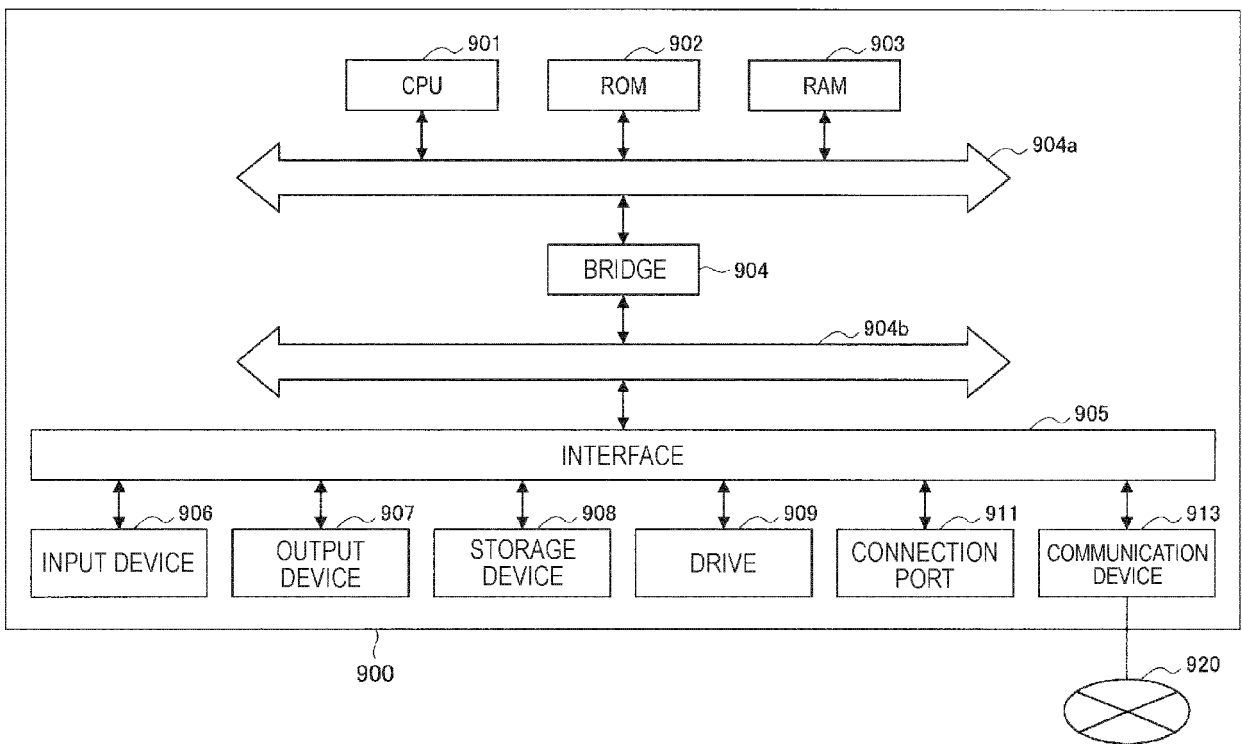 901
902
903
CPU
ROM
RAM
904a
BRIDGE
904
904b
905
INTERFACE
906
907
908
909
911
913
INPUT DEVICE
OUTPUT
DEVICE
STORAGE
DEVICE
DRIVE
CONNECTION
PORT
COMMUNICATION
DEVICE
900
920